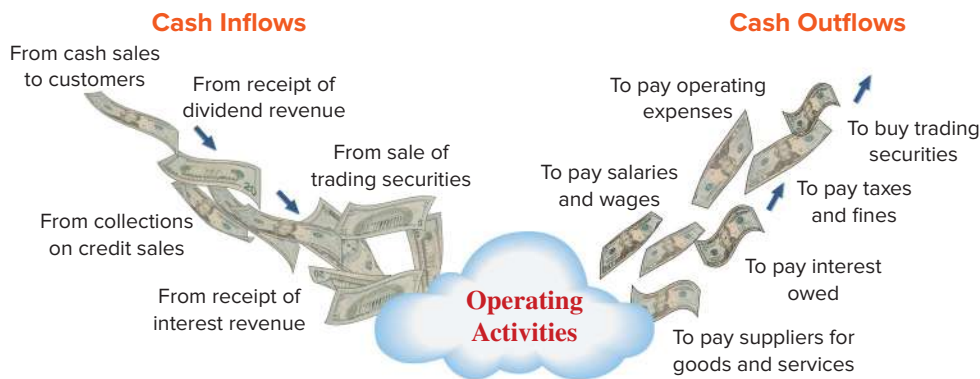 Cash Inflows
From cash sales
to customers
From receipt of
dividend revenue
From sale of
trading securities
From collections
on credit sales
From receipt of
interest revenue
Operating
Activities
Cash Outflows
To pay operating
expenses
To buy trading
securities
To pay salaries
and wages
To pay taxes
and fines
To pay interest
owed
To pay suppliers for
goods and services